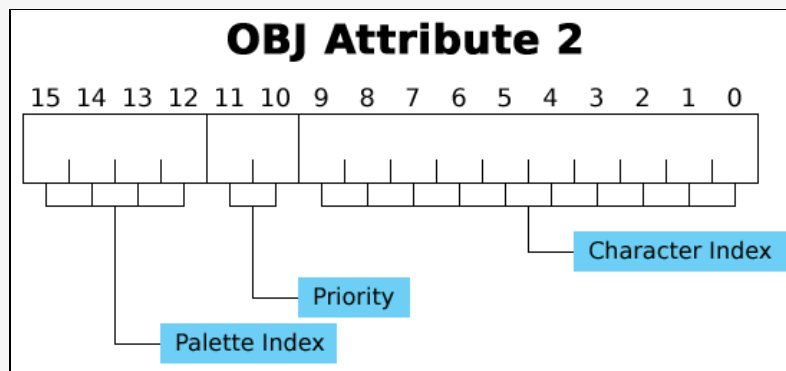 OBJ Attribute 2
15 14 13 12 11 10 9 8 7 6 5 4 3 2 1 0
Character Index
Priority
Palette Index